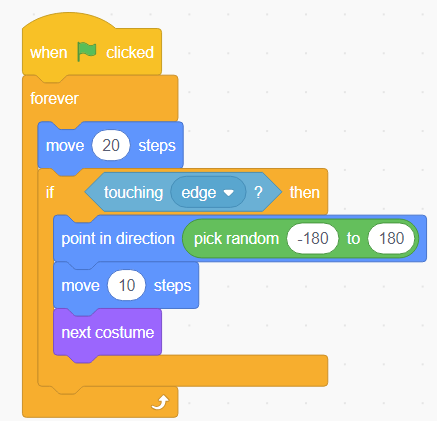 when clicked
forever
move 20 steps
if touching edge ? then
point in direction pick random -180 to 180
move 10 steps
next costume